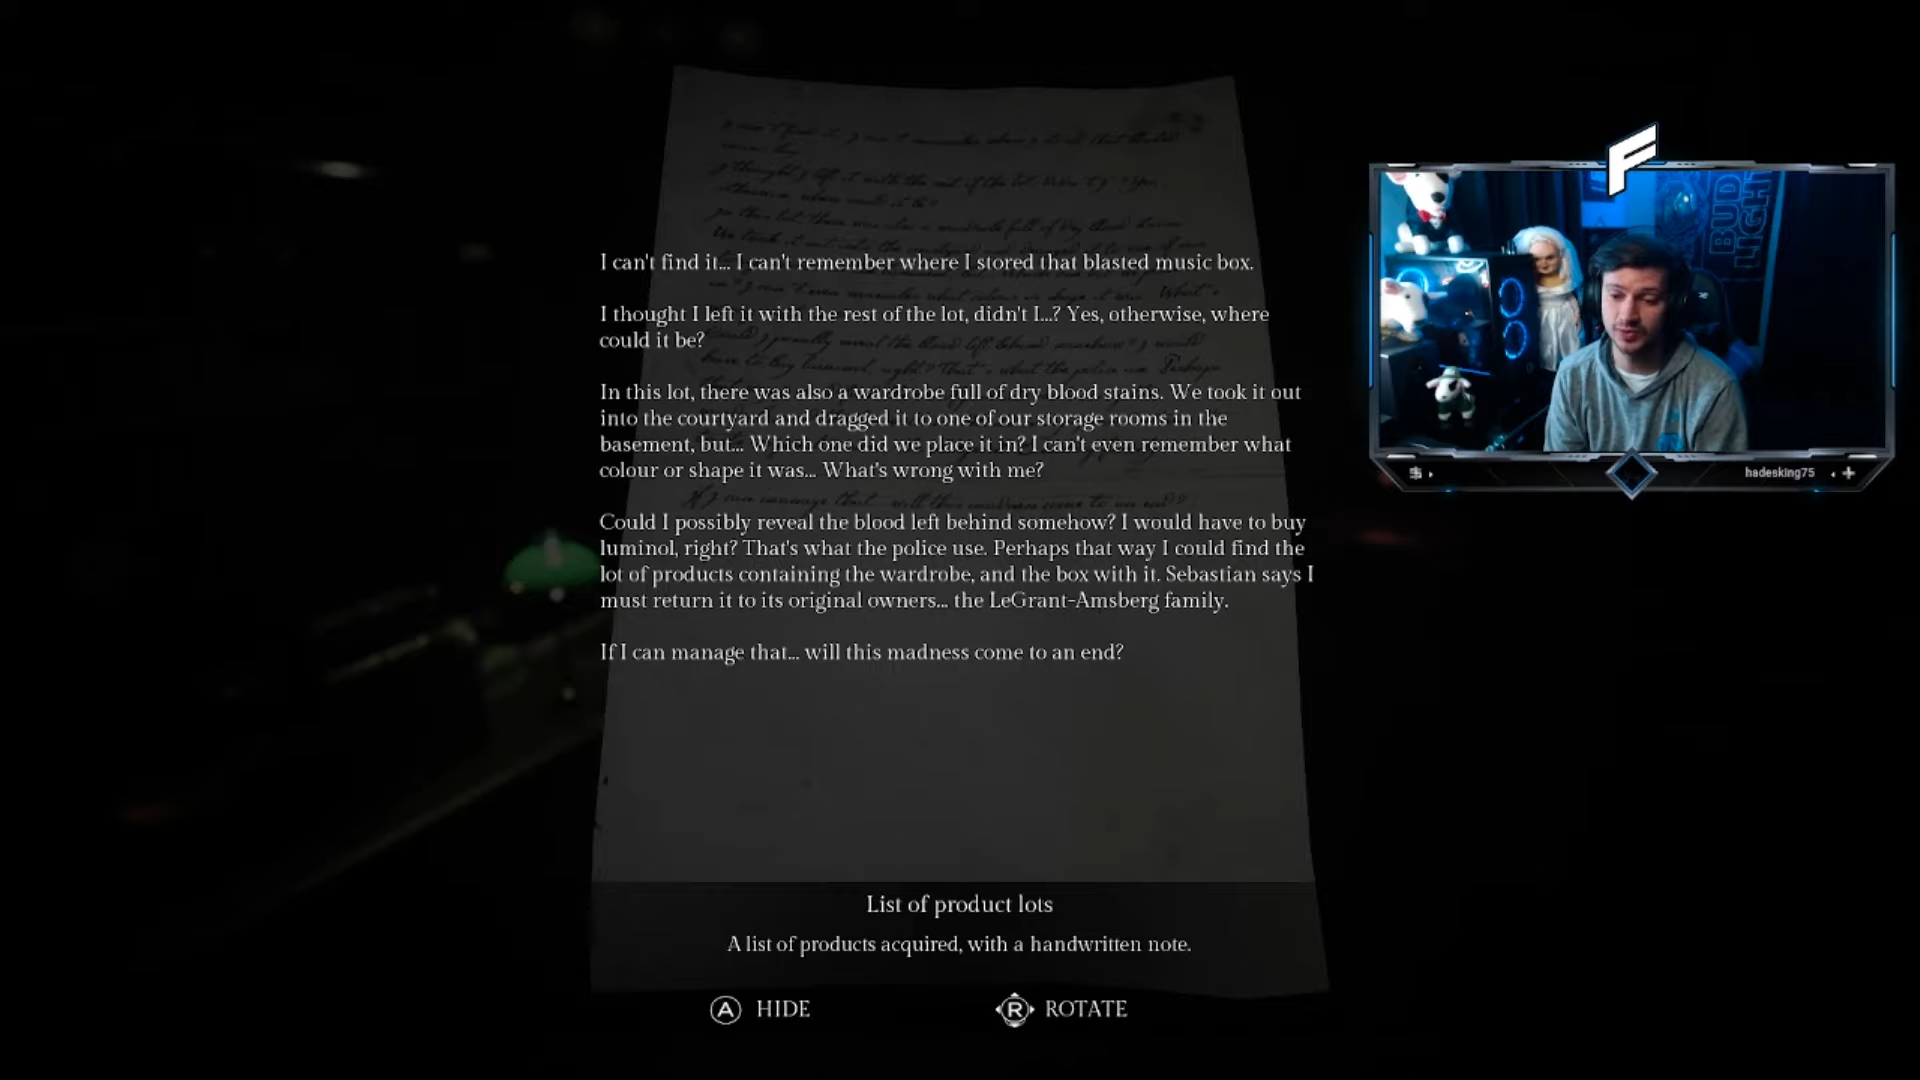 I can't find it... I can't remember where I stored that blasted music box.
I thought I left it with the rest of the lot, didn't I...? Yes, otherwise, where
could it be?
In this lot, there was also a wardrobe full of dry blood stains. We took it out
into the courtyard and dragged it to one of our storage rooms in the
basement, but... Which one did we place it in? I can't even remember what
colour or shape it was... What's wrong with me?
Could I possibly reveal the blood left behind somehow? I would have to buy
luminol, right? That's what the police use. Perhaps that way I could find the
lot of products containing the wardrobe, and the box with it. Sebastian says I
must return it to its original owners... the LeGrant-Amsberg family.
If I can manage that... will this madness come to an end?
List of product lots
A list of products acquired, with a handwritten note.
A HIDE
R ROTATE
F
BUD
LIGHT
hadesking75